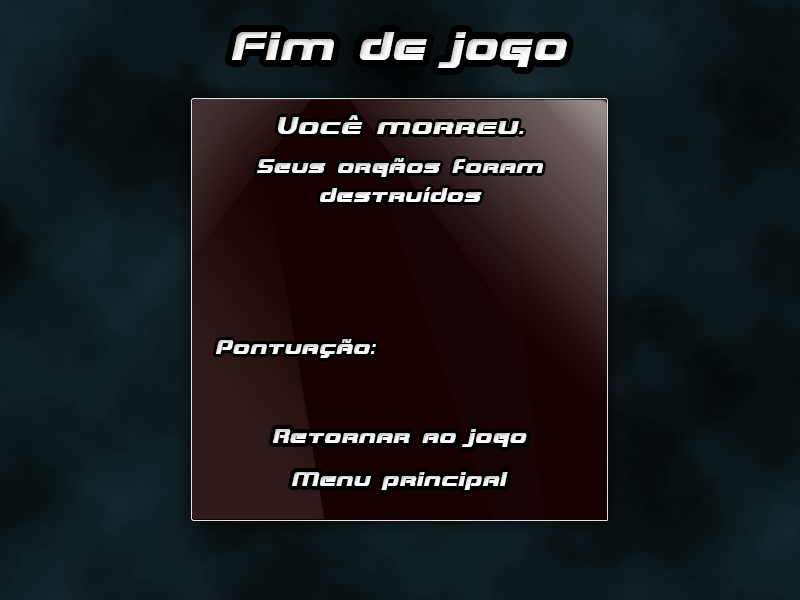 Fim de jogo
Você morreu.
Seus orgãos foram
destruídos
Pontuação:
Retornar ao jogo
Menu principal